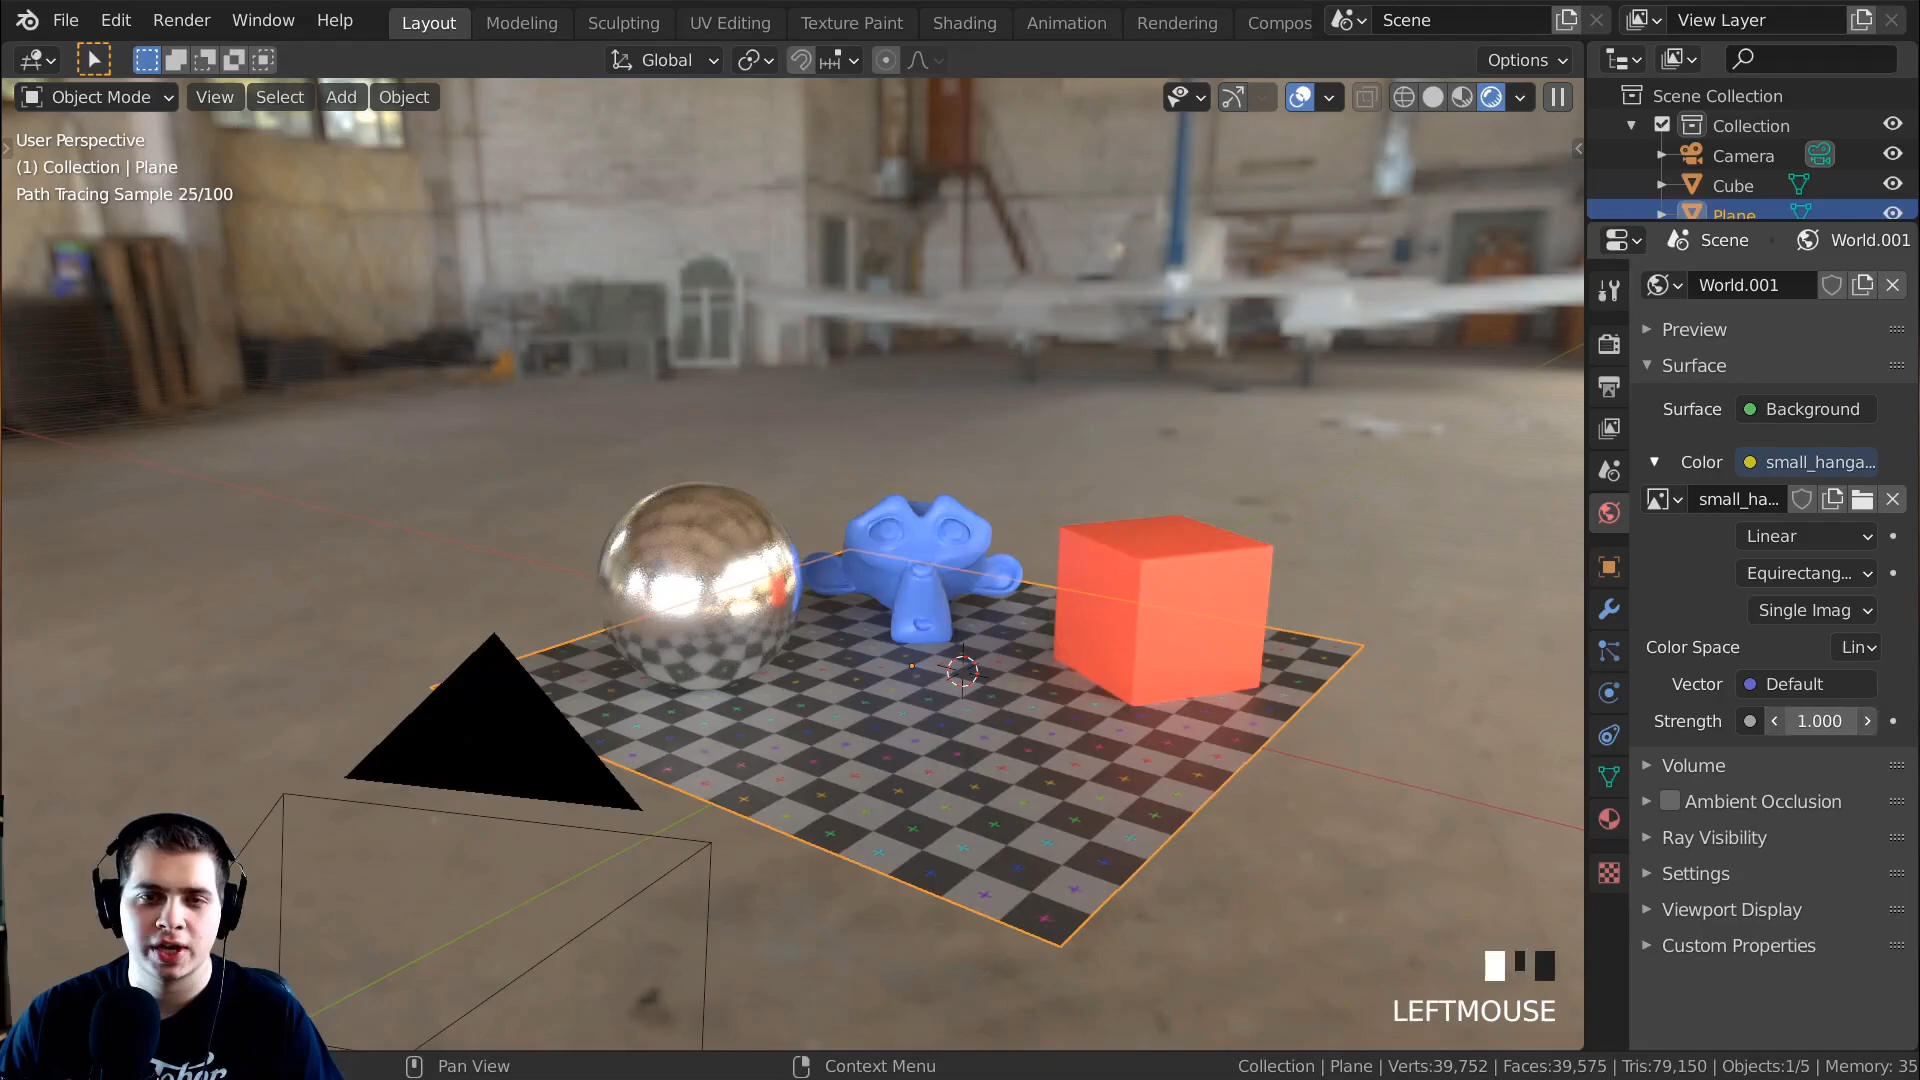 File Edit Render Window Help Layout Modeling Sculpting UV Editing Texture Paint Shading Animation Rendering Compos Scene View Layer
Global Options
Object Mode View Select Add Object
User Perspective
(1) Collection | Plane
Path Tracing Sample 25/100
Scene Collection
Collection
Camera
Cube
Plane
Scene World.001
World.001
Preview
Surface
Surface Background
Color small_hanga...
small_ha...
Linear
Equirectang...
Single Imag
Color Space Lin
Vector Default
Strength 1.000
Volume
Ambient Occlusion
Ray Visibility
Settings
Viewport Display
Custom Properties
LEFTMOUSE
Pan View Context Menu Collection | Plane | Verts:39,752 | Faces:39,575 | Tris:79,150 | Objects:1/5 | Memory: 35